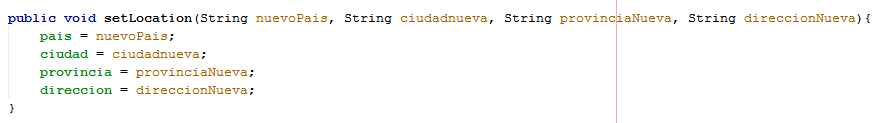 public void setLocation(String nuevoPais, String ciudadnueva, String provinciaNueva, String direccionNueva){
    pais = nuevoPais;
    ciudad = ciudadnueva;
    provincia = provinciaNueva;
    direccion = direccionNueva;
}